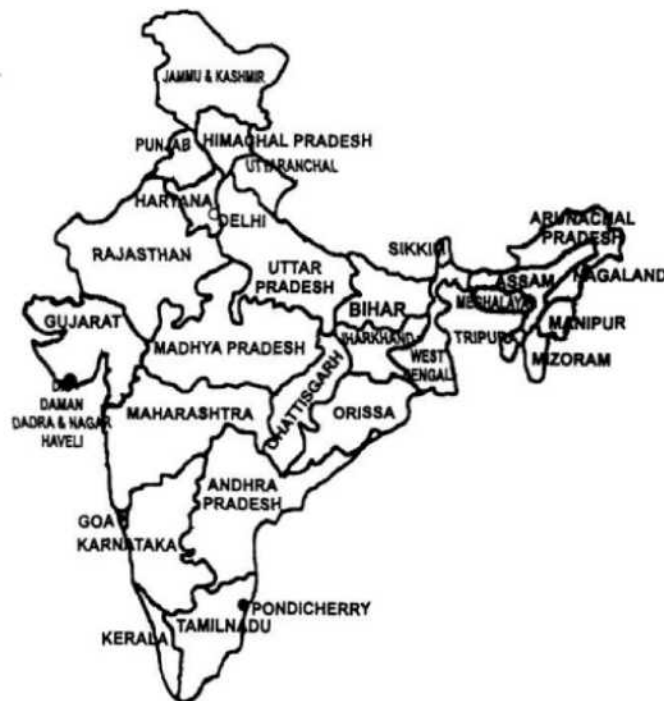 JAMMU & KASHMIR
PUNJAB
HIMACHAL PRADESH
UTTARANCHAL
HARYANA
DELHI
ARUNACHAL
PRADESH
RAJASTHAN
SIKKIM
UTTAR
PRADESH
ASSAM
NAGALAND
BIHAR
MEGHALAYA
GUJARAT
MANIPUR
MADHYA PRADESH
JHARKHAND
WEST
BENGAL
TRIPURA
MIZORAM
DAMAN
DADRA & NAGAR
HAVELI
MAHARASHTRA
DHATTISGARH
ORISSA
ANDHRA
PRADESH
GOA
KARNATAKA
PONDICHERRY
TAMILNADU
KERALA